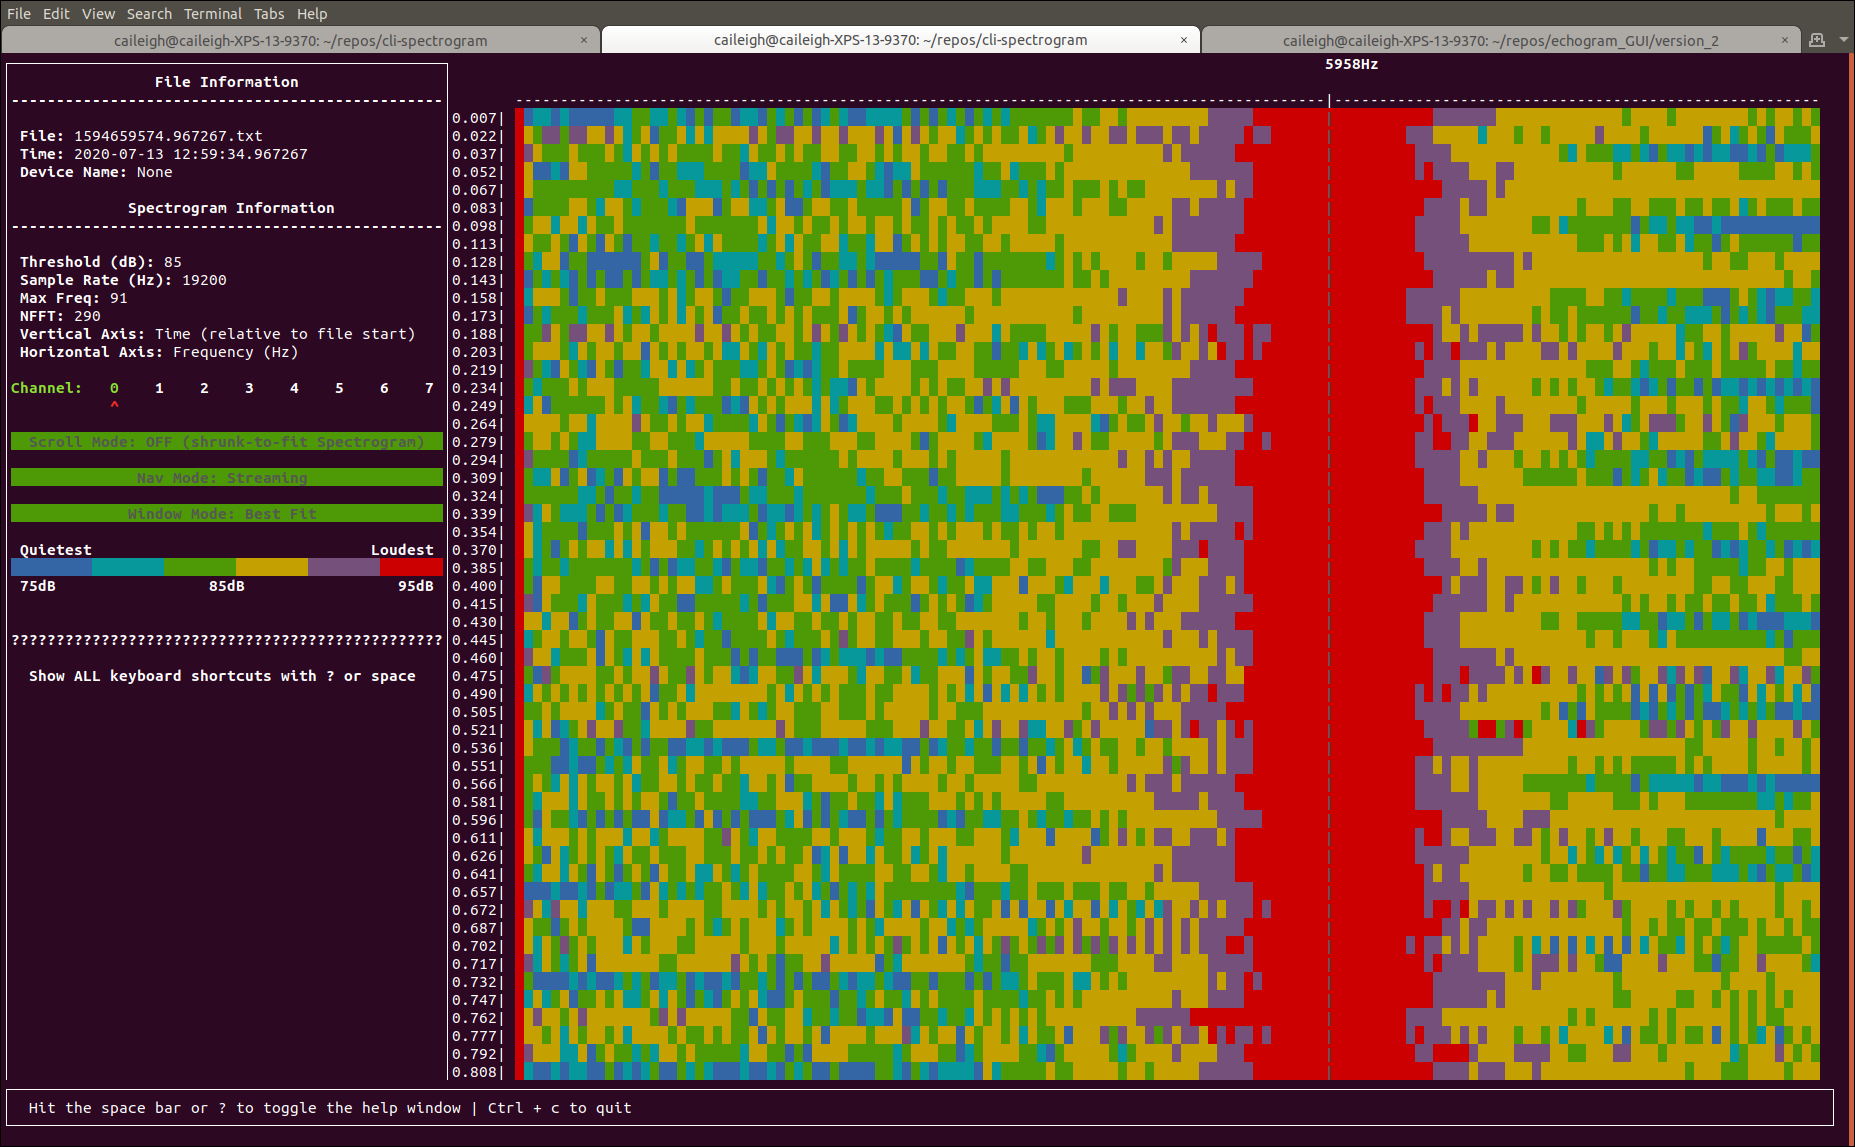 File Edit View Search Terminal Tabs Help
caileigh@caileigh-XPS-13-9370: ~/repos/cli-spectrogram ×
caileigh@caileigh-XPS-13-9370: ~/repos/cli-spectrogram ×
caileigh@caileigh-XPS-13-9370: ~/repos/echogram_GUI/version_2 ×
File Information
------------------------------------------------
File: 1594659574.967267.txt
Time: 2020-07-13 12:59:34.967267
Device Name: None
Spectrogram Information
------------------------------------------------
Threshold (dB): 85
Sample Rate (Hz): 19200
Max Freq: 91
NFFT: 290
Vertical Axis: Time (relative to file start)
Horizontal Axis: Frequency (Hz)
Channel: 0 1 2 3 4 5 6 7
^
Scroll Mode: OFF (shrunk-to-fit Spectrogram)
Nav Mode: Streaming
Window Mode: Best Fit
Quietest Loudest
75dB 85dB 95dB
????????????????????????????????????????????????
Show ALL keyboard shortcuts with ? or space
5958Hz
0.007|
0.022|
0.037|
0.052|
0.067|
0.083|
0.098|
0.113|
0.128|
0.143|
0.158|
0.173|
0.188|
0.203|
0.219|
0.234|
0.249|
0.264|
0.279|
0.294|
0.309|
0.324|
0.339|
0.354|
0.370|
0.385|
0.400|
0.415|
0.430|
0.445|
0.460|
0.475|
0.490|
0.505|
0.521|
0.536|
0.551|
0.566|
0.581|
0.596|
0.611|
0.626|
0.641|
0.657|
0.672|
0.687|
0.702|
0.717|
0.732|
0.747|
0.762|
0.777|
0.792|
0.808|
Hit the space bar or ? to toggle the help window | Ctrl + c to quit